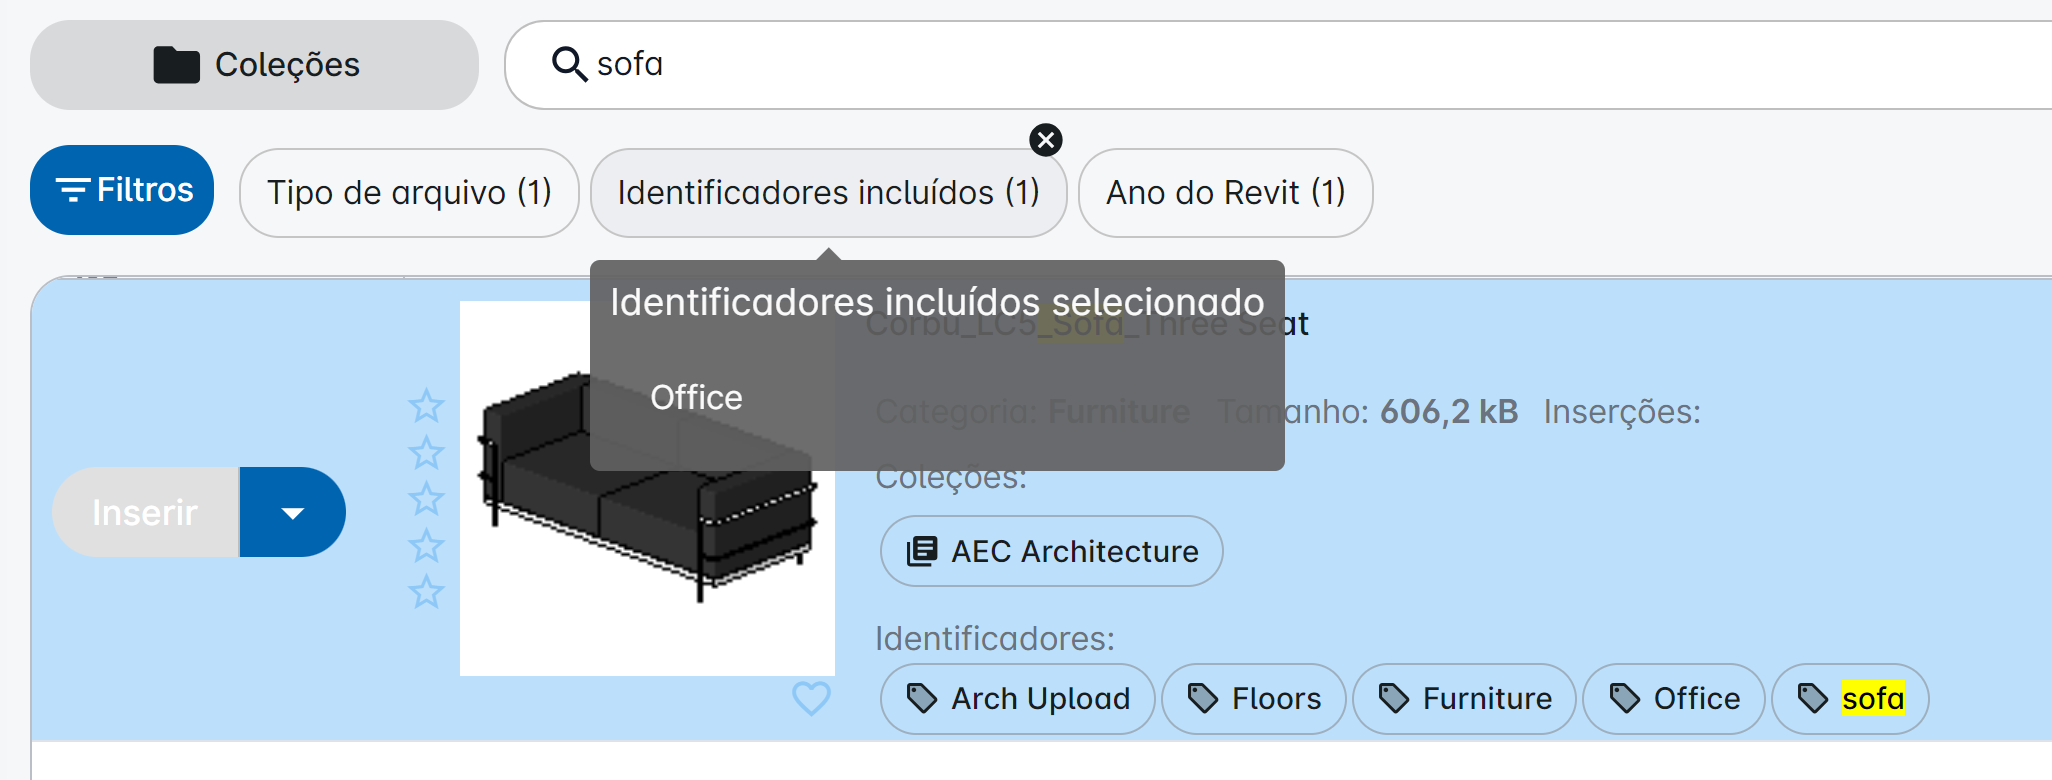 Coleções
sofa
Filtros
Tipo de arquivo (1)
Identificadores incluídos (1)
Ano do Revit (1)
Identificadores incluídos selecionado
Office
Corbu_LC5_Sofa_Three Seat
Categoria: Furniture Tamanho: 606,2 kB Inserções:
Inserir
Coleções:
AEC Architecture
Identificadores:
Arch Upload
Floors
Furniture
Office
sofa